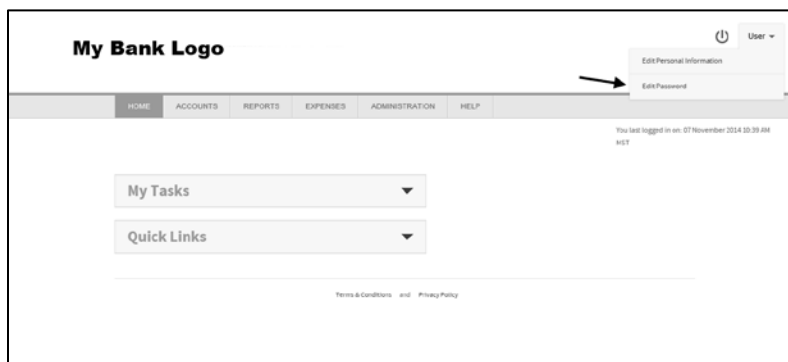 My Bank Logo
User
Edit Personal Information
Edit Password
HOME ACCOUNTS REPORTS EXPENSES ADMINISTRATION HELP
You last logged in on: 07 November 2014 10:39 AM
MST
My Tasks
Quick Links
Terms & Conditions and Privacy Policy